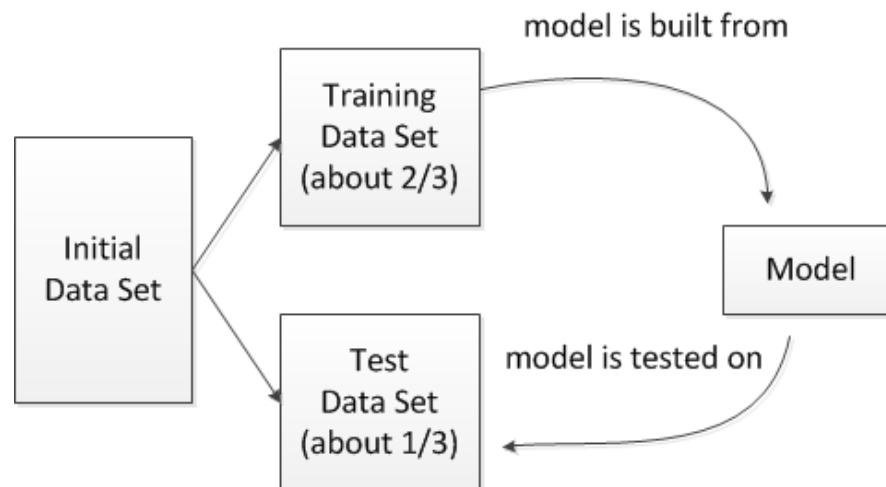 model is built from
Training
Data Set
(about 2/3)
Initial
Data Set
Model
model is tested on
Test
Data Set
(about 1/3)